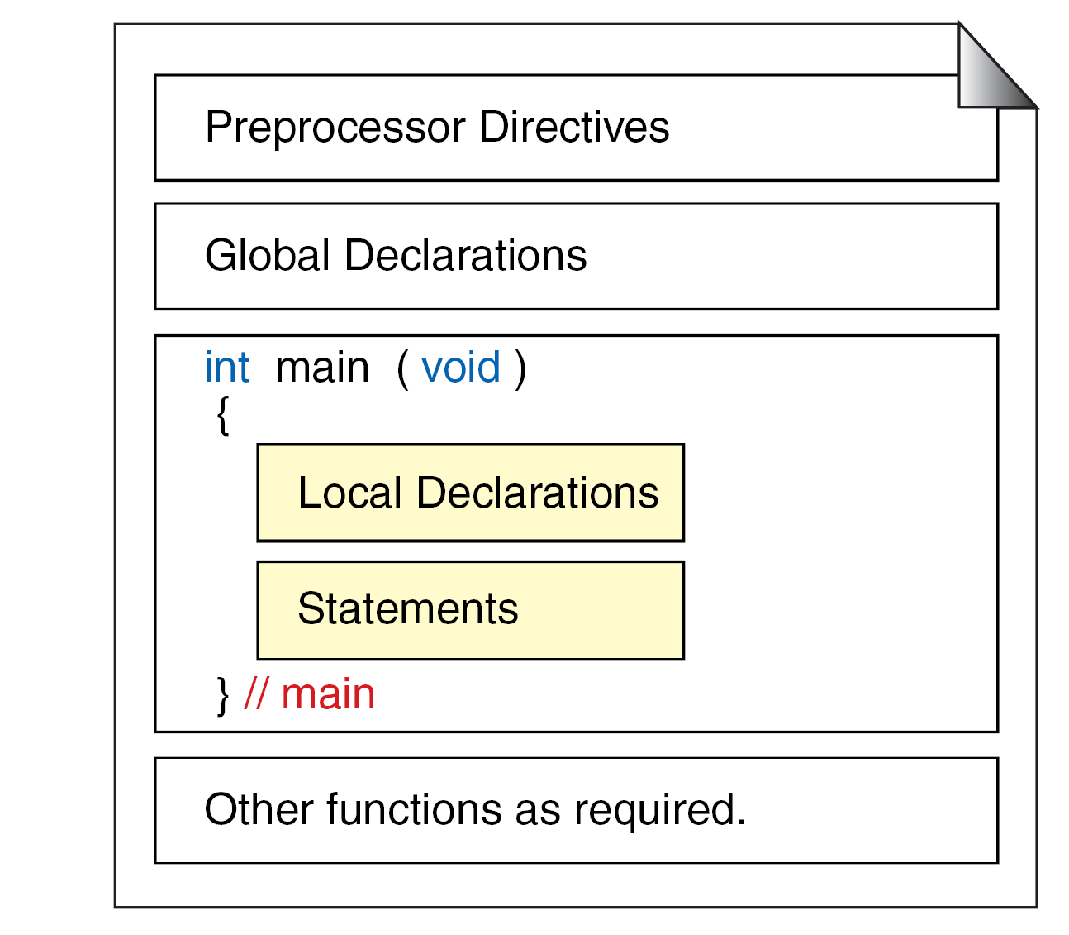 Preprocessor Directives
Global Declarations
int main ( void )
{
Local Declarations
Statements
} // main
Other functions as required.